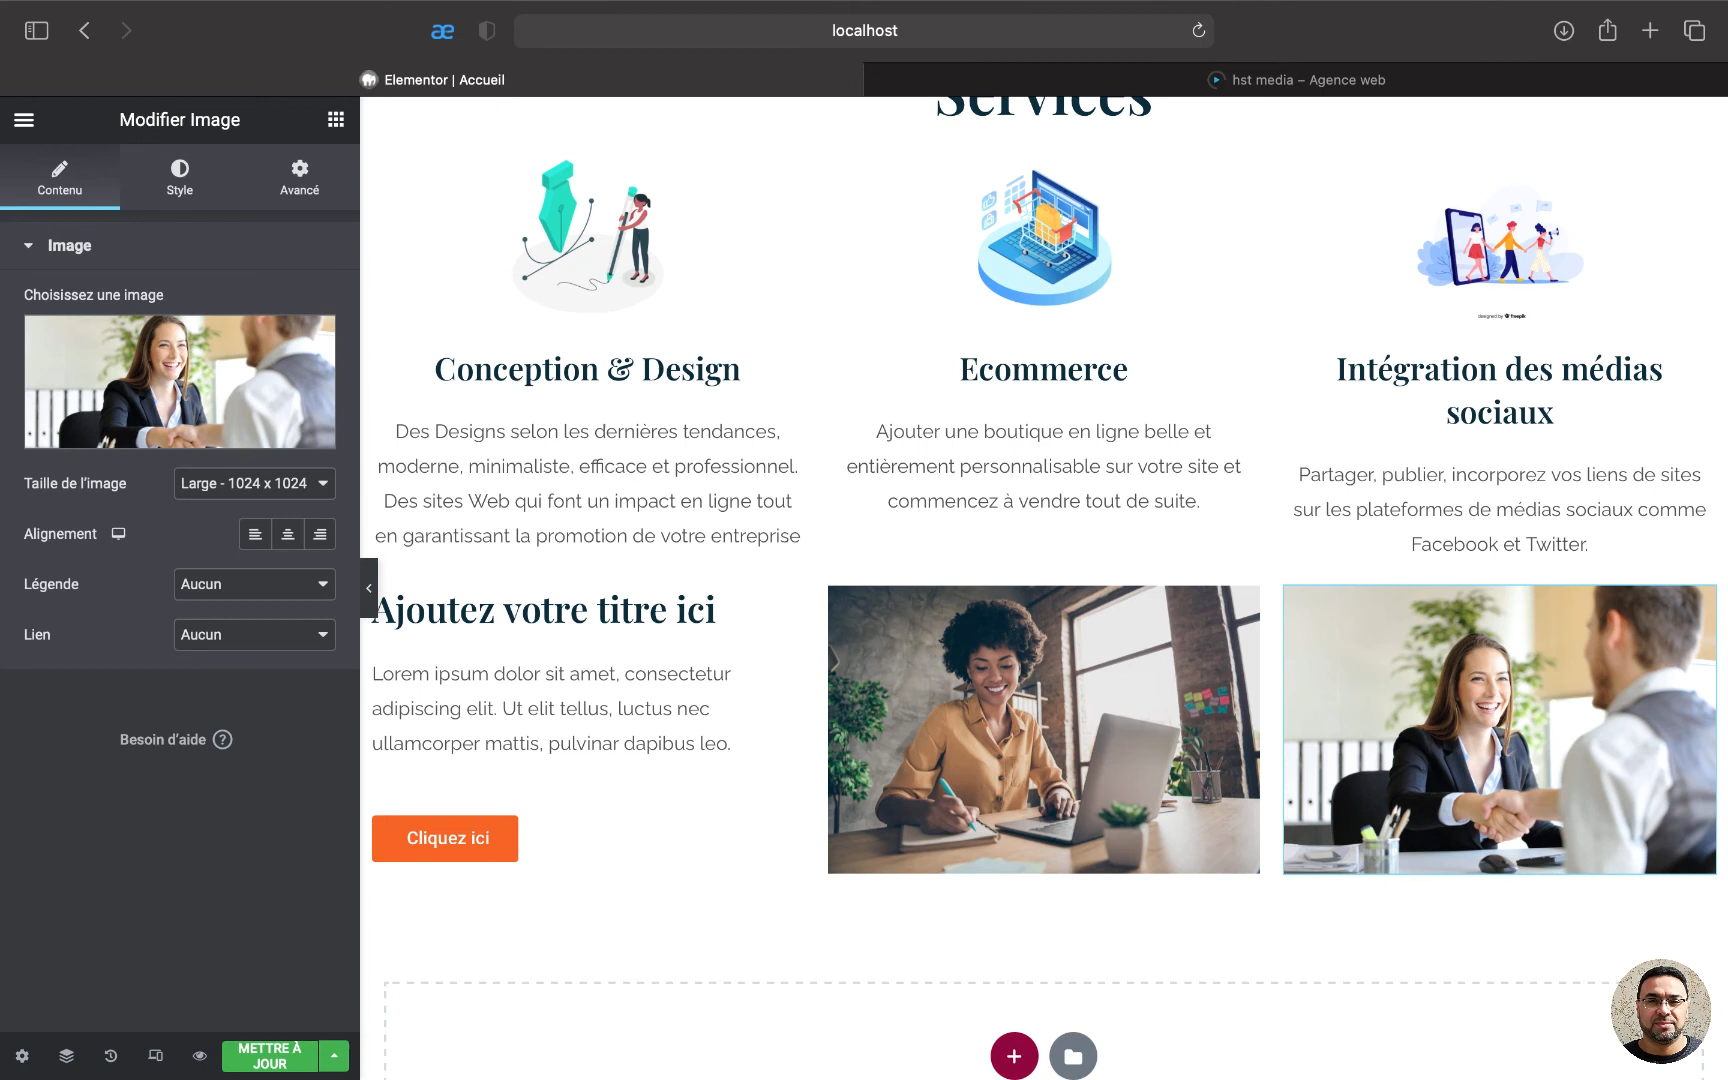 localhost
Elementor | Accueil
hst media – Agence web
Modifier Image
Contenu
Style
Avancé
Image
Choisissez une image
Taille de l'image
Large - 1024 x 1024
Alignement
Légende
Aucun
Lien
Aucun
Besoin d'aide ?
METTRE À
JOUR
Services
Conception & Design
Des Designs selon les dernières tendances,
moderne, minimaliste, efficace et professionnel.
Des sites Web qui font un impact en ligne tout
en garantissant la promotion de votre entreprise
Ecommerce
Ajouter une boutique en ligne belle et
entièrement personnalisable sur votre site et
commencez à vendre tout de suite.
designed by freepik
Intégration des médias
sociaux
Partager, publier, incorporez vos liens de sites
sur les plateformes de médias sociaux comme
Facebook et Twitter.
Ajoutez votre titre ici
Lorem ipsum dolor sit amet, consectetur
adipiscing elit. Ut elit tellus, luctus nec
ullamcorper mattis, pulvinar dapibus leo.
Cliquez ici